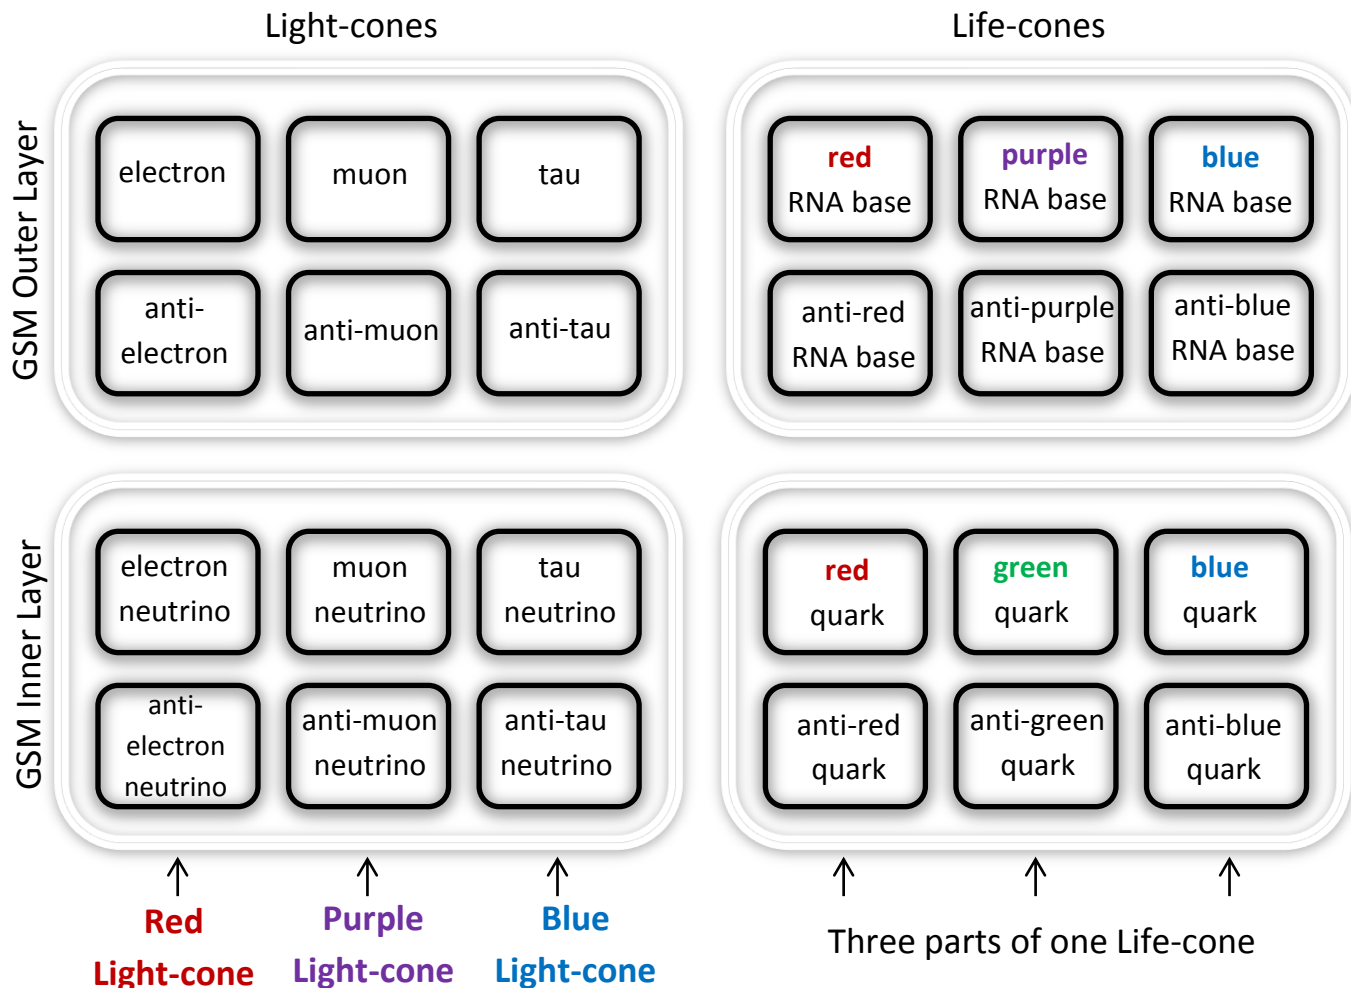 Light-cones
Life-cones
GSM Outer Layer
electron
muon
tau
red
RNA base
purple
RNA base
blue
RNA base
anti-
electron
anti-muon
anti-tau
anti-red
RNA base
anti-purple
RNA base
anti-blue
RNA base
GSM Inner Layer
electron
neutrino
muon
neutrino
tau
neutrino
red
quark
green
quark
blue
quark
anti-
electron
neutrino
anti-muon
neutrino
anti-tau
neutrino
anti-red
quark
anti-green
quark
anti-blue
quark
Red
Light-cone
Purple
Light-cone
Blue
Light-cone
Three parts of one Life-cone